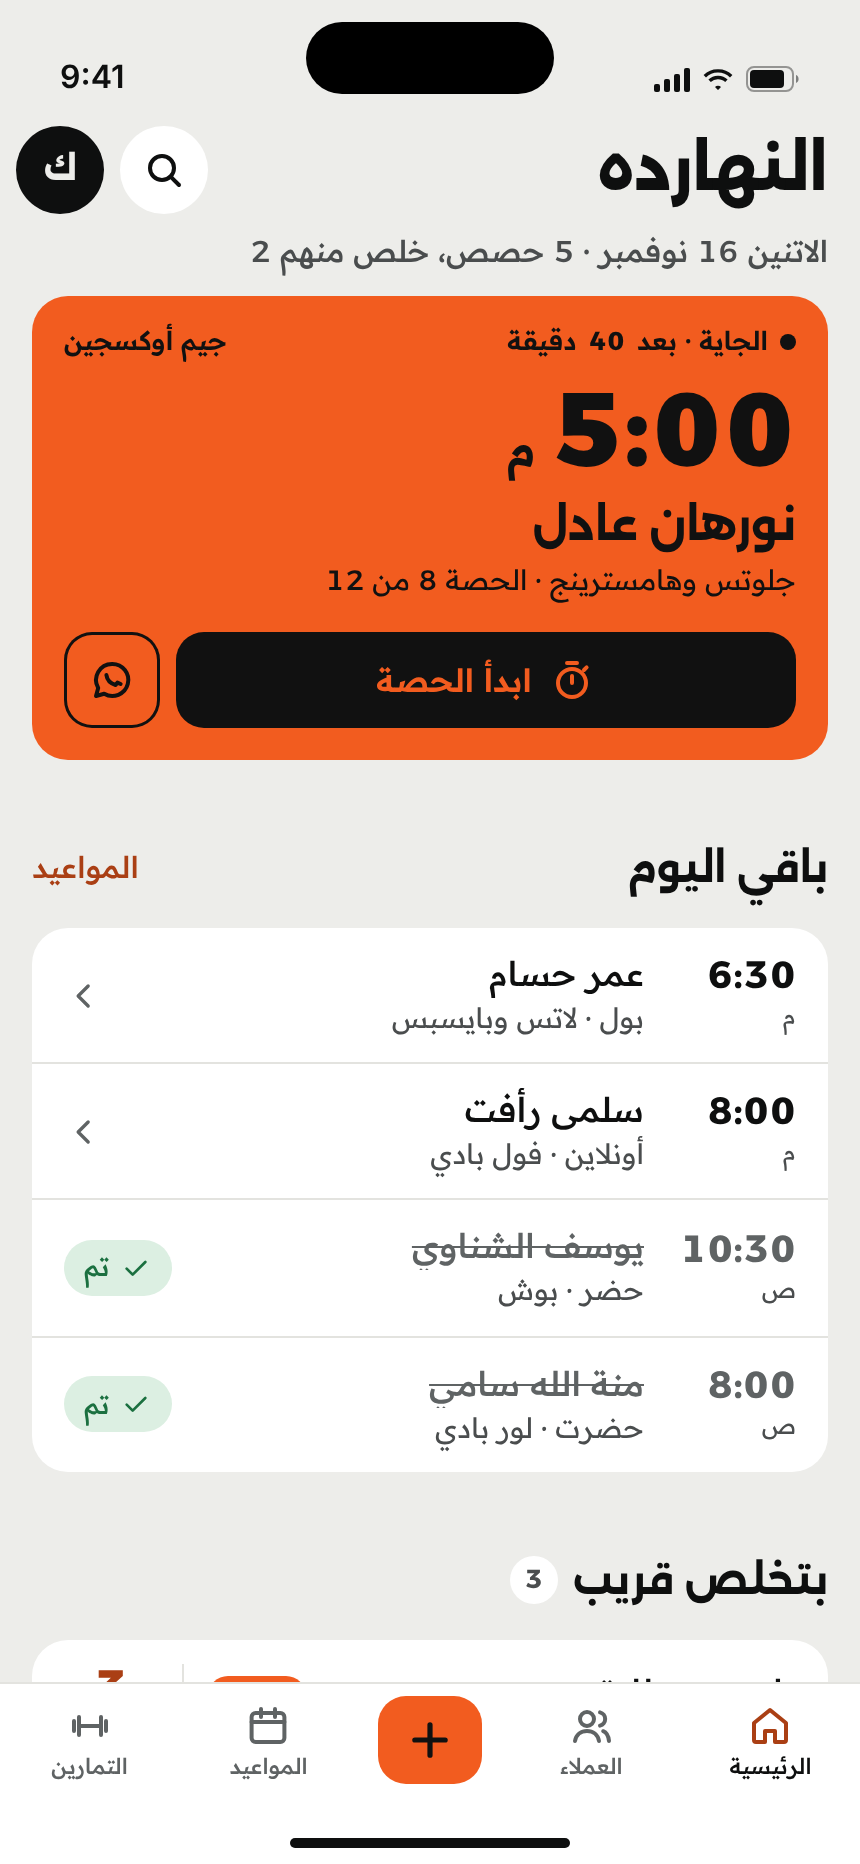 9:41
النهارده
ك
الاتنين 16 نوفمبر · 5 حصص، خلص منهم 2
الجاية · بعد 40 دقيقة
جيم أوكسجين
5:00 م
نورهان عادل
جلوتس وهامسترينج · الحصة 8 من 12
ابدأ الحصة
باقي اليوم
المواعيد
6:30 م
عمر حسام
بول · لاتس وبايسبس
8:00 م
سلمى رأفت
أونلاين · فول بادي
10:30 ص
يوسف الشناوي
حضر · بوش
تم
8:00 ص
منة الله سامي
حضرت · لور بادي
تم
بتخلص قريب 3
الرئيسية
العملاء
المواعيد
التمارين